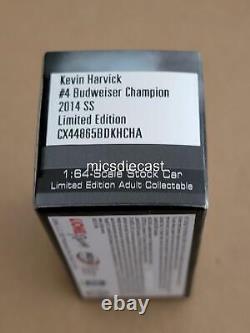 Kevin Harvick
#4 Budweiser Champion
2014 SS
Limited Edition
CX44865BDKHCHA
micsdiecast
1:64-Scale Stock Car
Limited Edition Adult Collectable